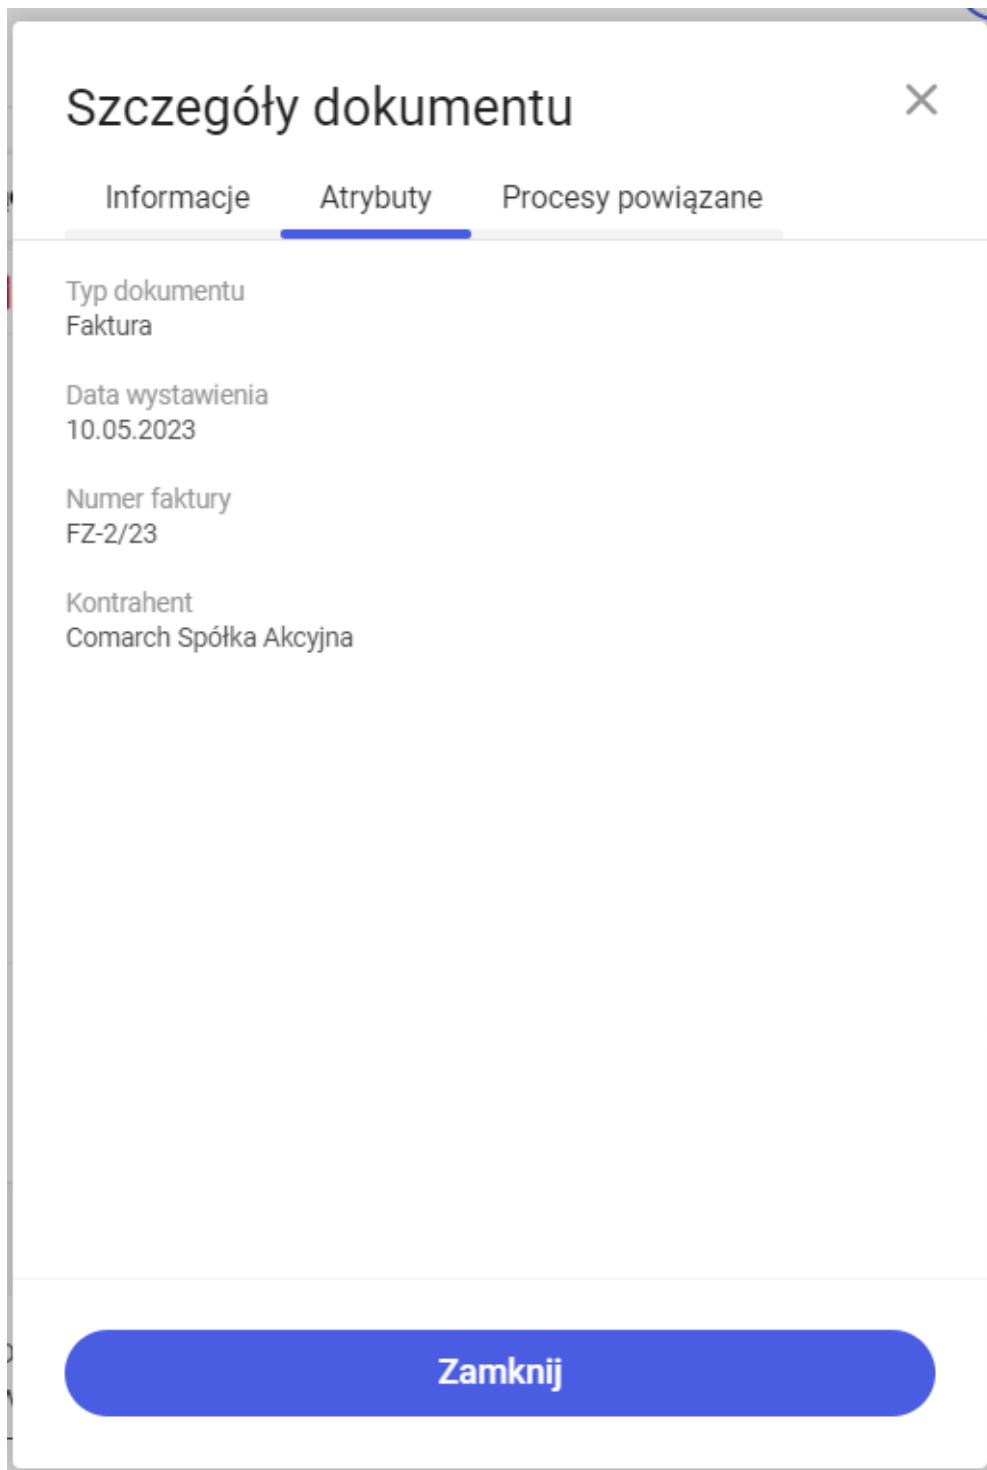 Szczegóły dokumentu
Informacje Atrybuty Procesy powiązane
Typ dokumentu
Faktura
Data wystawienia
10.05.2023
Numer faktury
FZ-2/23
Kontrahent
Comarch Spółka Akcyjna
Zamknij